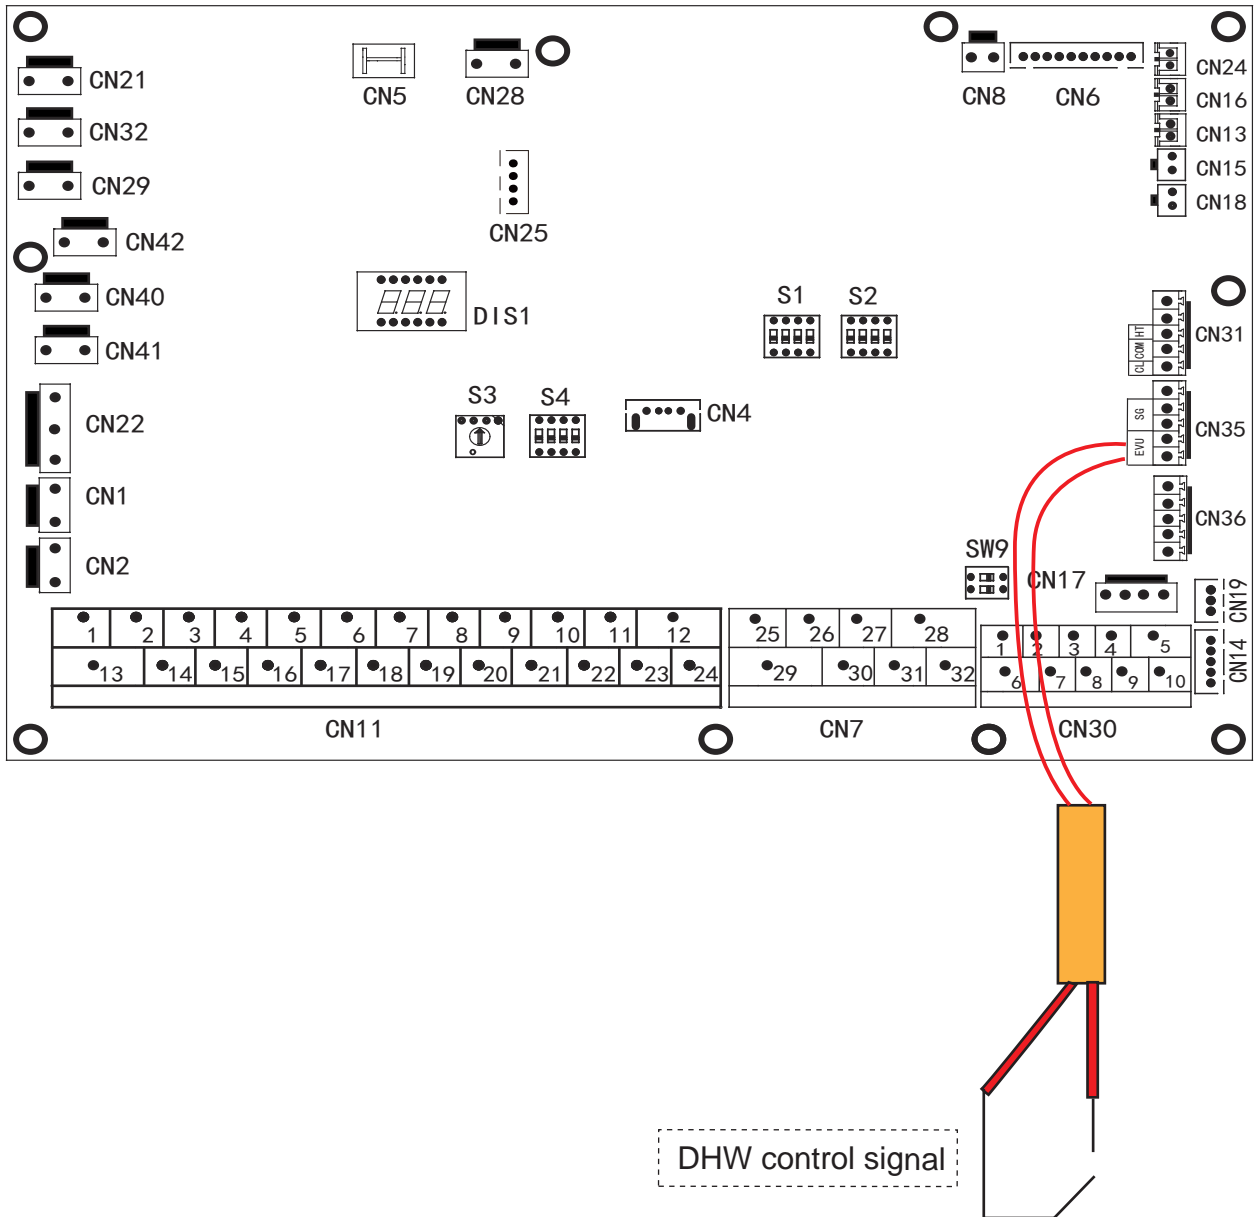 CN21
CN5
CN28
CN8
CN6
CN24
CN16
CN32
CN13
CN15
CN29
CN18
CN25
CN42
CN40
DIS1
S1
S2
HT
COM
CL
CN31
CN41
S3
S4
CN4
CN22
SG
EVU
CN35
CN1
CN36
CN2
SW9
CN17
CN19
1 2 3 4 5 6 7 8 9 10 11 12
13 14 15 16 17 18 19 20 21 22 23 24
CN11
25 26 27 28
29 30 31 32
CN7
1 2 3 4 5
6 7 8 9 10
CN30
CN14
DHW control signal